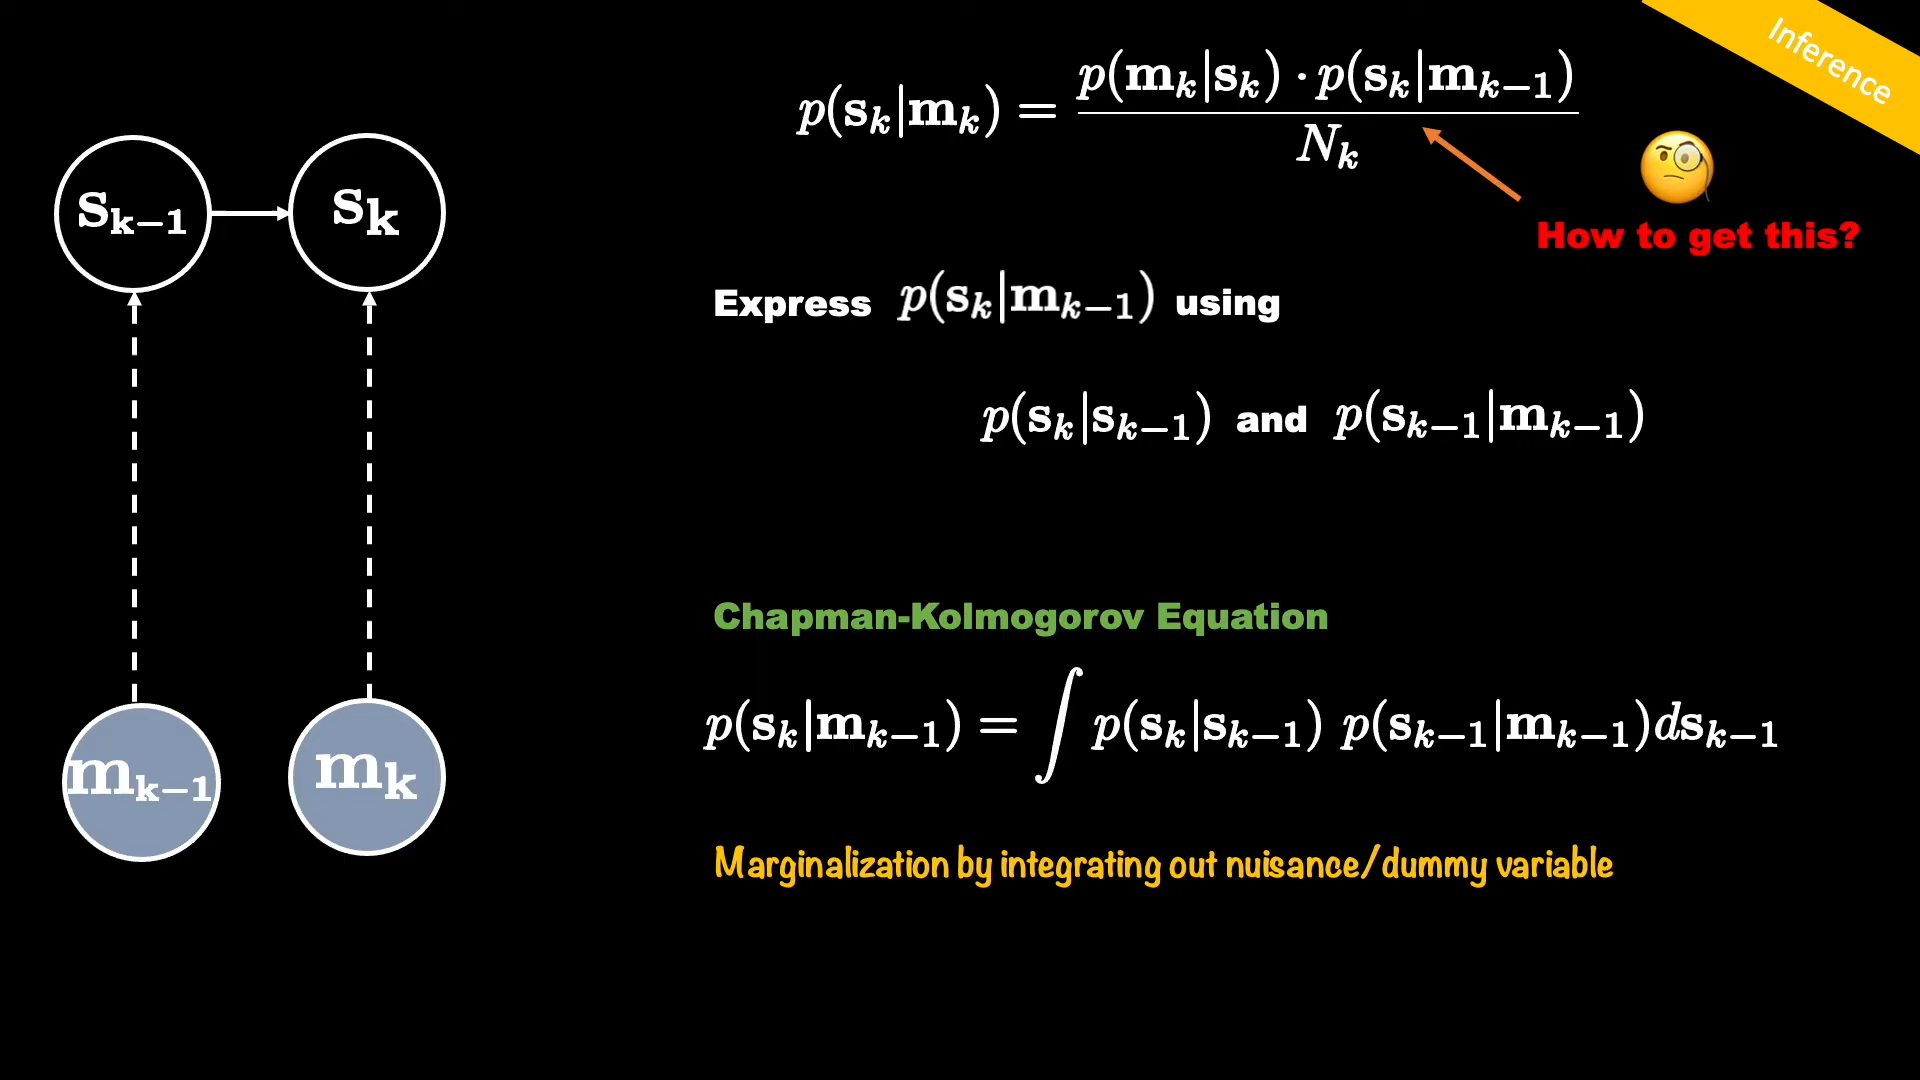 Inference
p(s_k|m_k) = p(m_k|s_k) · p(s_k|m_{k−1}) / N_k
How to get this?
s_{k−1} s_k
Express p(s_k|m_{k−1}) using
p(s_k|s_{k−1}) and p(s_{k−1}|m_{k−1})
Chapman-Kolmogorov Equation
p(s_k|m_{k−1}) = ∫ p(s_k|s_{k−1}) p(s_{k−1}|m_{k−1})ds_{k−1}
m_{k−1} m_k
Marginalization by integrating out nuisance/dummy variable